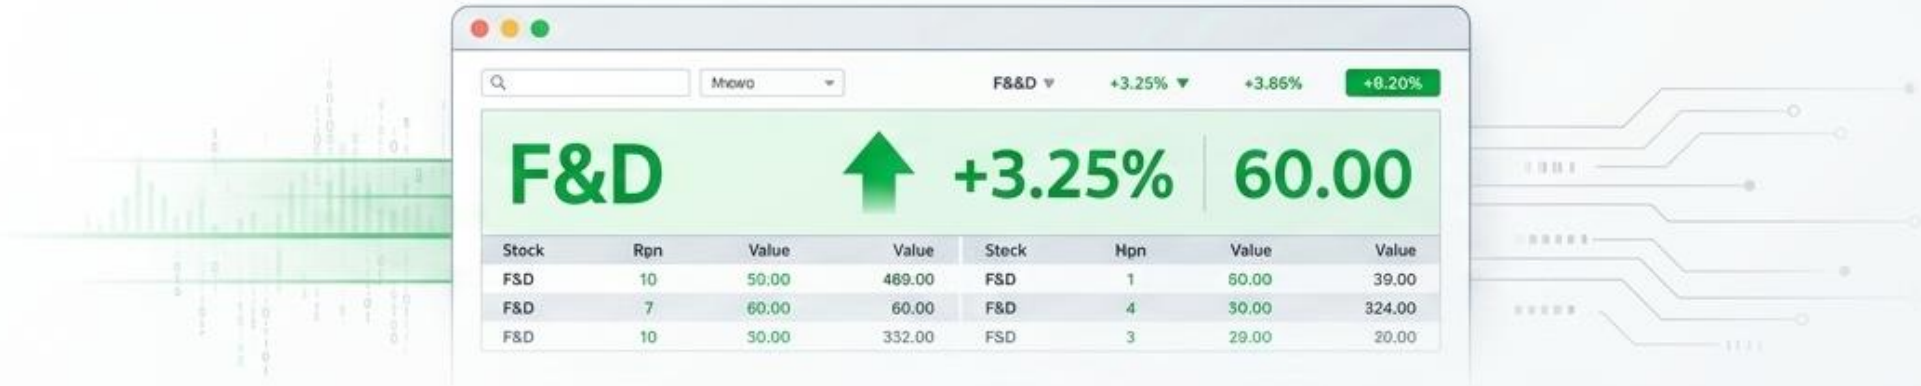 Mnowo F&&D +3.25% +3.86% +8.20%
F&D +3.25% 60.00
Stock Rpn Value Value Steck Hpn Value Value
F&D 10 50.00 469.00 F&D 1 60.00 39.00
F&D 7 60.00 60.00 F&D 4 30.00 324.00
F&D 10 30.00 332.00 FSD 3 29.00 20.00